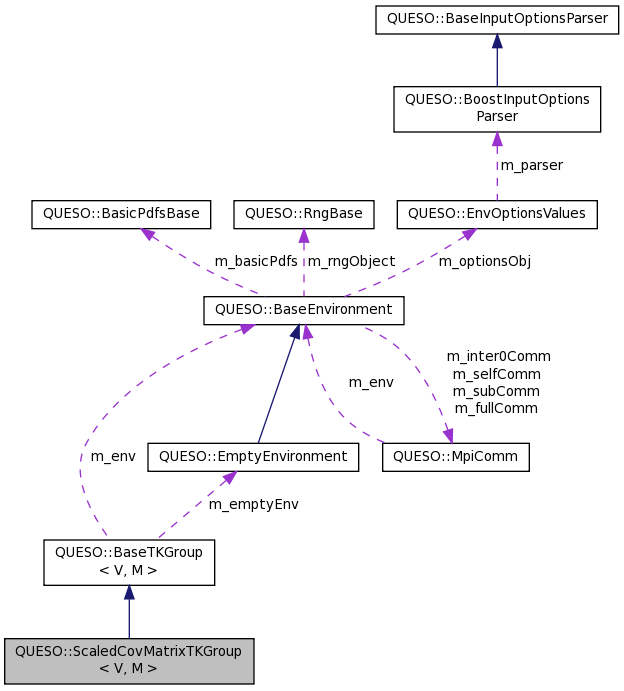 QUESO::BaseInputOptionsParser
QUESO::BoostInputOptions
Parser
m_parser
QUESO::BasicPdfsBase
QUESO::RngBase
QUESO::EnvOptionsValues
m_basicPdfs
m_rngObject
m_optionsObj
QUESO::BaseEnvironment
m_inter0Comm
m_selfComm
m_subComm
m_fullComm
m_env
m_env
QUESO::EmptyEnvironment
QUESO::MpiComm
m_emptyEnv
QUESO::BaseTKGroup
< V, M >
QUESO::ScaledCovMatrixTKGroup
< V, M >